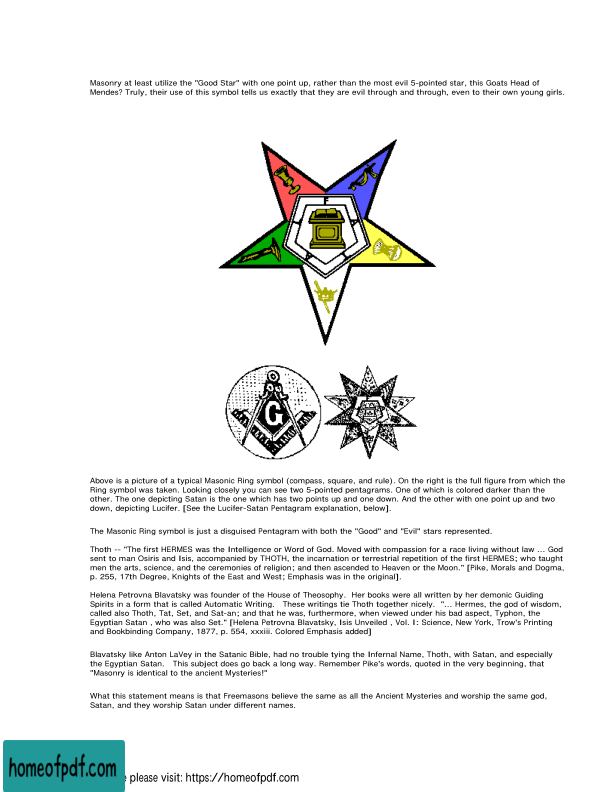 Masonry at least utilize the "Good Star" with one point up, rather than the most evil 5-pointed star, this Goats Head of
Mendes? Truly, their use of this symbol tells us exactly that they are evil through and through, even to their own young girls.
F
A
G
Above is a picture of a typical Masonic Ring symbol (compass, square, and rule). On the right is the full figure from which the
Ring symbol was taken. Looking closely you can see two 5-pointed pentagrams. One of which is colored darker than the
other. The one depicting Satan is the one which has two points up and one down. And the other with one point up and two
down, depicting Lucifer. [See the Lucifer-Satan Pentagram explanation, below].
The Masonic Ring symbol is just a disguised Pentagram with both the "Good" and "Evil" stars represented.
Thoth -- "The first HERMES was the Intelligence or Word of God. Moved with compassion for a race living without law ... God
sent to man Osiris and Isis, accompanied by THOTH, the incarnation or terrestrial repetition of the first HERMES; who taught
men the arts, science, and the ceremonies of religion; and then ascended to Heaven or the Moon." [Pike, Morals and Dogma,
p. 255, 17th Degree, Knights of the East and West; Emphasis was in the original].
Helena Petrovna Blavatsky was founder of the House of Theosophy. Her books were all written by her demonic Guiding
Spirits in a form that is called Automatic Writing. These writings tie Thoth together nicely. "... Hermes, the god of wisdom,
called also Thoth, Tat, Set, and Sat-an; and that he was, furthermore, when viewed under his bad aspect, Typhon, the
Egyptian Satan , who was also Set." [Helena Petrovna Blavatsky, Isis Unveiled , Vol. I: Science, New York, Trow's Printing
and Bookbinding Company, 1877, p. 554, xxxiii. Colored Emphasis added]
Blavatsky like Anton LaVey in the Satanic Bible, had no trouble tying the Infernal Name, Thoth, with Satan, and especially
the Egyptian Satan. This subject does go back a long way. Remember Pike's words, quoted in the very beginning, that
"Masonry is identical to the ancient Mysteries!"
What this statement means is that Freemasons believe the same as all the Ancient Mysteries and worship the same god,
Satan, and they worship Satan under different names.
homeofpdf.com
please visit: https://homeofpdf.com